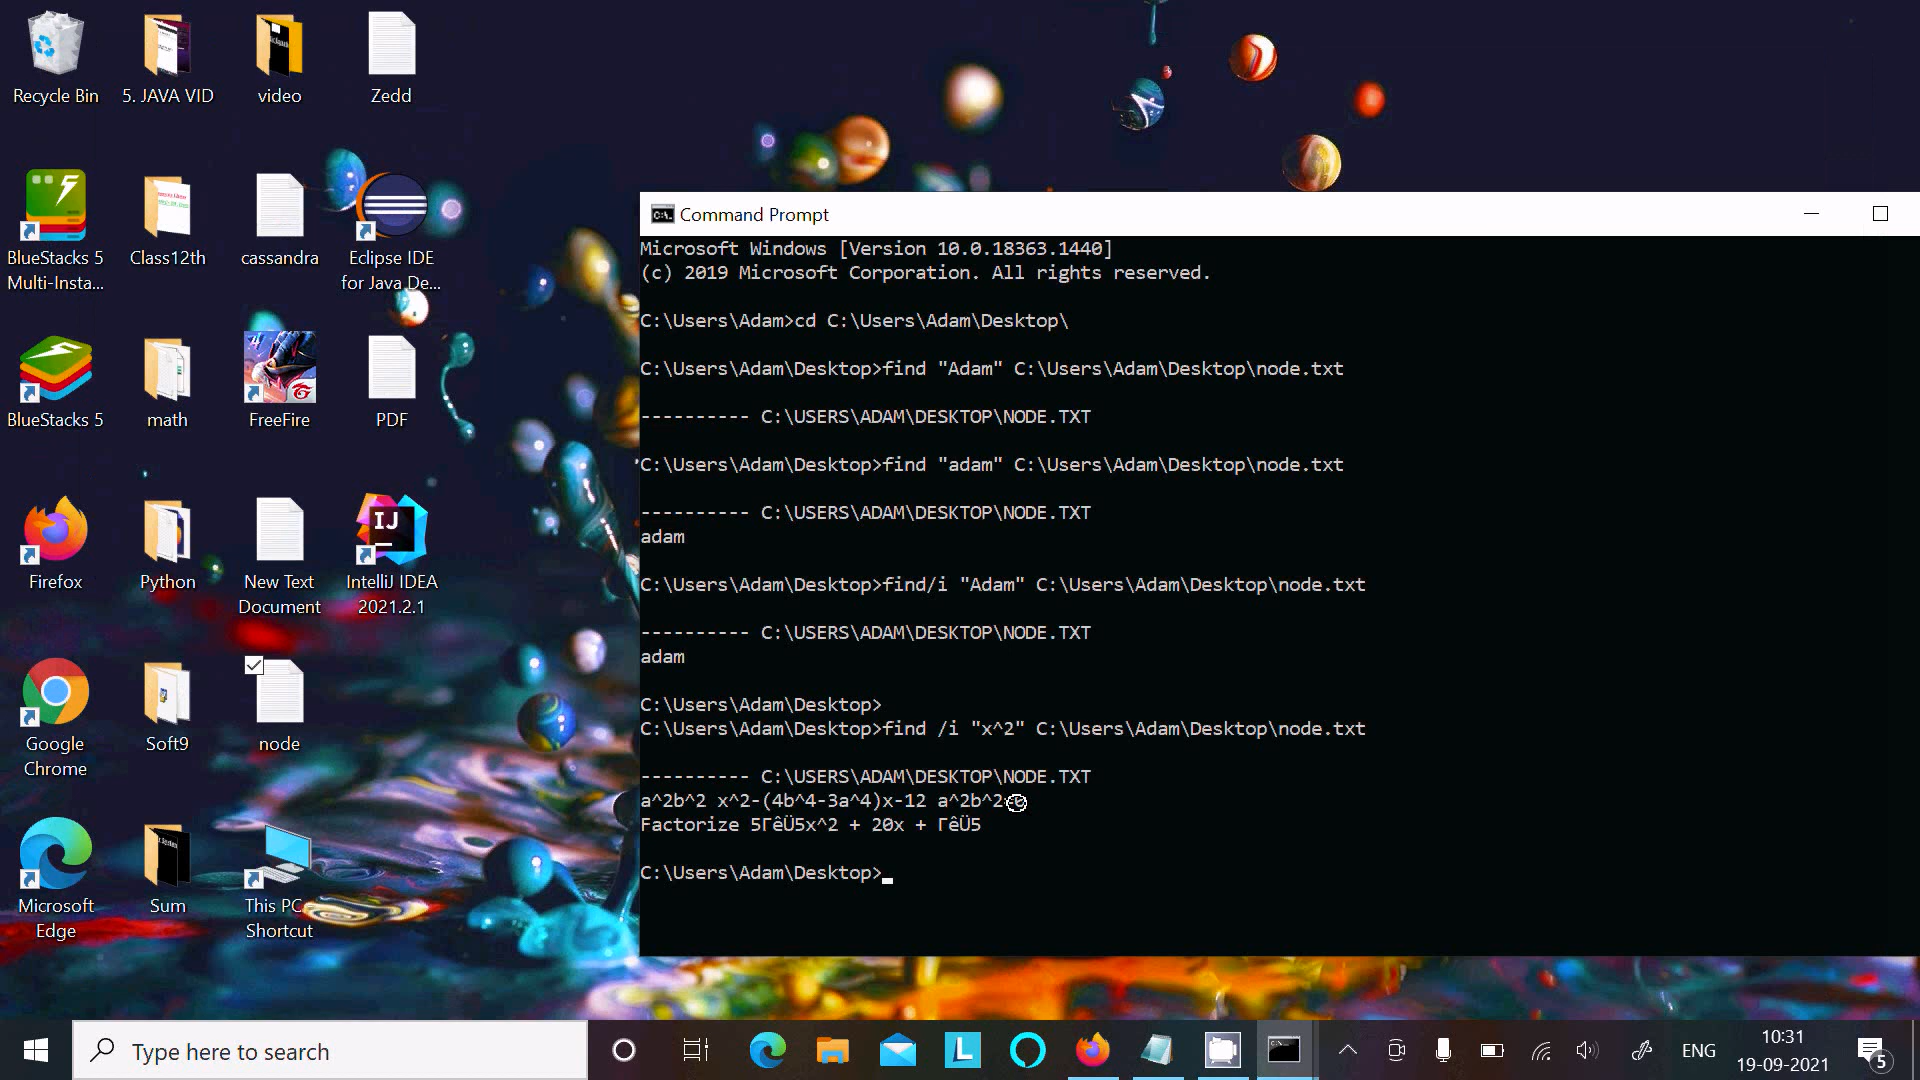 Recycle Bin
5. JAVA VID
video
Zedd
BlueStacks 5
Multi-Insta...
Class12th
cassandra
Eclipse IDE
for Java De...
BlueStacks 5
math
FreeFire
PDF
Firefox
Python
New Text
Document
IntelliJ IDEA
2021.2.1
IJ
Google
Chrome
Soft9
node
Microsoft
Edge
Sum
This PC -
Shortcut
Command Prompt
Microsoft Windows [Version 10.0.18363.1440]
(c) 2019 Microsoft Corporation. All rights reserved.
C:\Users\Adam>cd C:\Users\Adam\Desktop\
C:\Users\Adam\Desktop>find "Adam" C:\Users\Adam\Desktop\node.txt
---------- C:\USERS\ADAM\DESKTOP\NODE.TXT
C:\Users\Adam\Desktop>find "adam" C:\Users\Adam\Desktop\node.txt
---------- C:\USERS\ADAM\DESKTOP\NODE.TXT
adam
C:\Users\Adam\Desktop>find/i "Adam" C:\Users\Adam\Desktop\node.txt
---------- C:\USERS\ADAM\DESKTOP\NODE.TXT
adam
C:\Users\Adam\Desktop>
C:\Users\Adam\Desktop>find /i "x^2" C:\Users\Adam\Desktop\node.txt
---------- C:\USERS\ADAM\DESKTOP\NODE.TXT
a^2b^2 x^2-(4b^4-3a^4)x-12 a^2b^2
Factorize 5ΓêÜ5x^2 + 20x + ΓêÜ5
C:\Users\Adam\Desktop>
Type here to search
L
ENG
10:31
19-09-2021
5